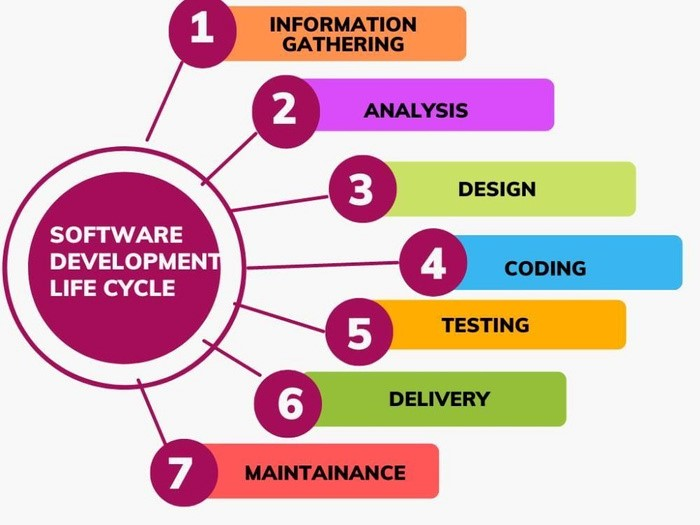 SOFTWARE
DEVELOPMENT
LIFE CYCLE
1
INFORMATION
GATHERING
2
ANALYSIS
3
DESIGN
4
CODING
5
TESTING
6
DELIVERY
7
MAINTAINANCE